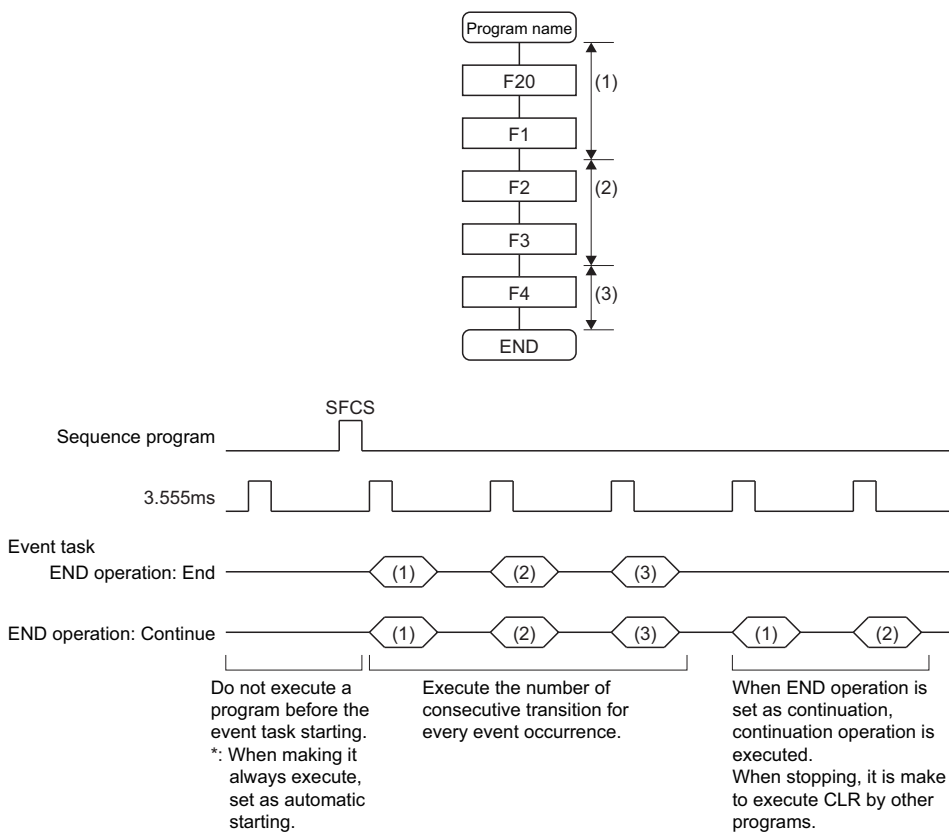 Program name
F20
(1)
F1
F2
(2)
F3
F4
(3)
END
SFCS
Sequence program
3.555ms
Event task
END operation: End
(1)
(2)
(3)
END operation: Continue
(1)
(2)
(3)
(1)
(2)
Do not execute a
program before the
event task starting.
*: When making it
always execute,
set as automatic
starting.
Execute the number of
consecutive transition for
every event occurrence.
When END operation is
set as continuation,
continuation operation is
executed.
When stopping, it is make
to execute CLR by other
programs.